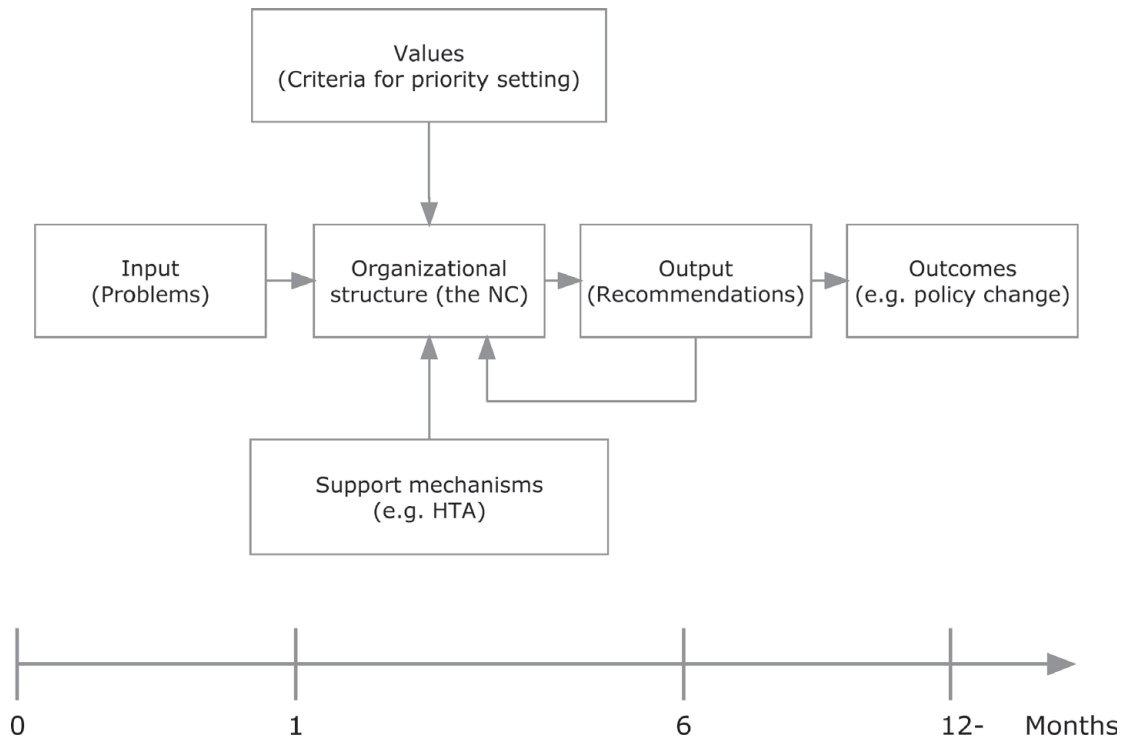 Values
(Criteria for priority setting)
Input
(Problems)
Organizational
structure (the NC)
Output
(Recommendations)
Outcomes
(e.g. policy change)
Support mechanisms
(e.g. HTA)
0 1 6 12- Months